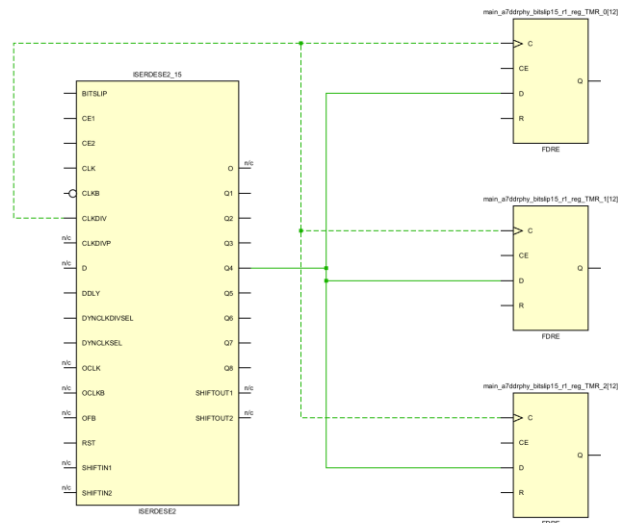 main_a7ddrphy_bitslip15_r1_reg_TMR_0[12]
C
CE
D
R
Q
FDRE
ISERDESE2_15
BITSLIP
CE1
CE2
CLK
CLKB
CLKDIV
n/c CLKDIVP
n/c D
DDLY
DYNCLKDIVSEL
DYNCLKSEL
n/c OCLK
n/c OCLKB
n/c OFB
RST
n/c SHIFTIN1
n/c SHIFTIN2
O n/c
Q1
Q2
Q3
Q4
Q5
Q6
Q7
Q8
SHIFTOUT1 n/c
SHIFTOUT2 n/c
ISERDESE2
main_a7ddrphy_bitslip15_r1_reg_TMR_1[12]
C
CE
D
R
Q
FDRE
main_a7ddrphy_bitslip15_r1_reg_TMR_2[12]
C
CE
D
R
Q
FDRE